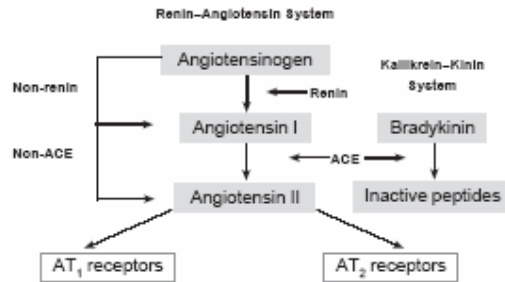 Renin–Angiotensin System
Angiotensinogen
Kallikrein–Kinin
System
Non-renin
Renin
Angiotensin I
Bradykinin
Non-ACE
ACE
Angiotensin II
Inactive peptides
AT1 receptors
AT2 receptors